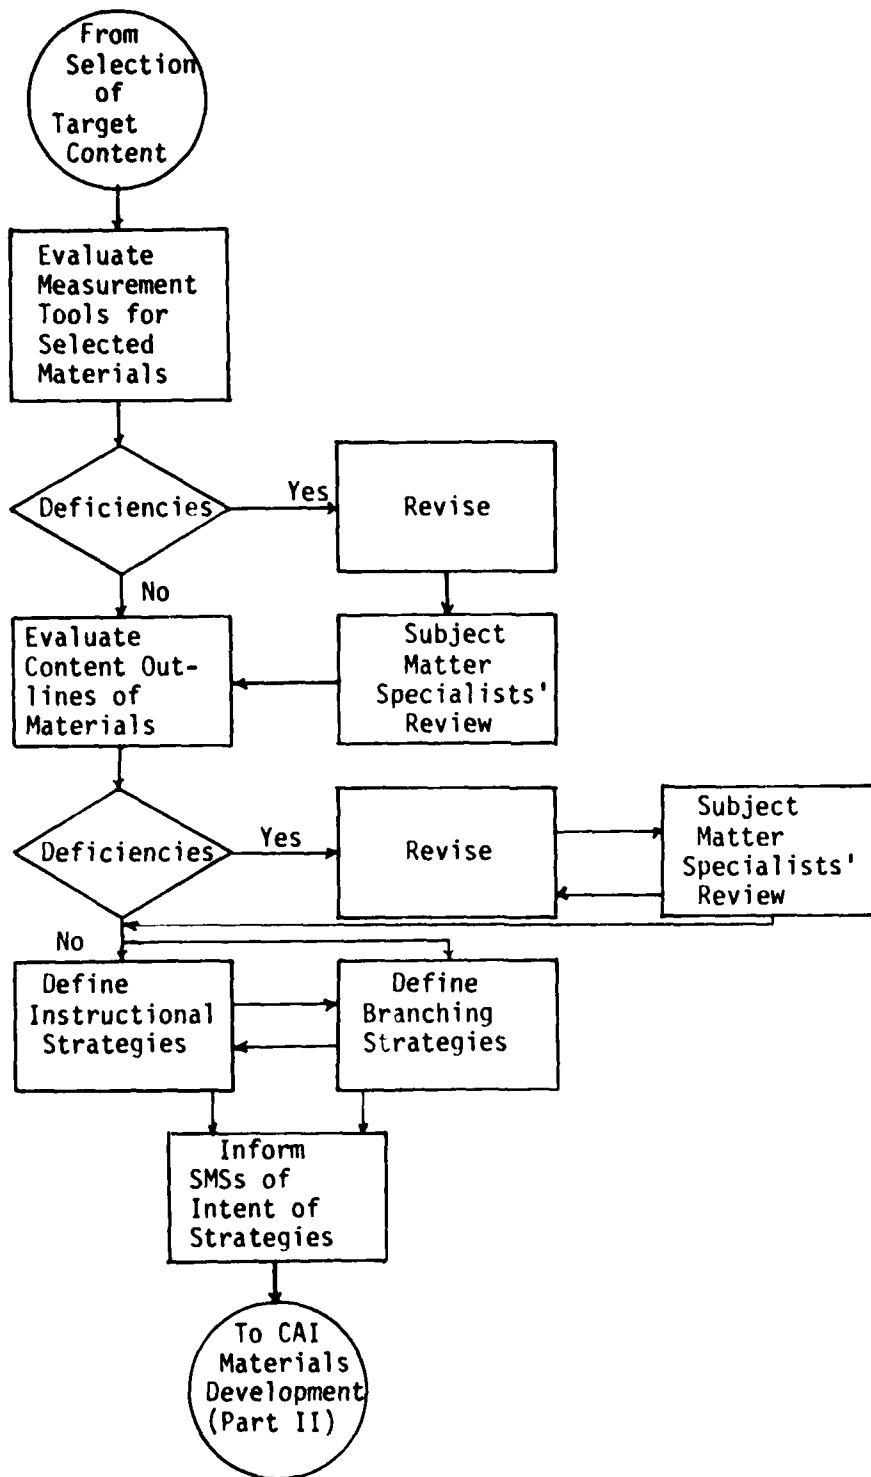 From
Selection
of
Target
Content
Evaluate
Measurement
Tools for
Selected
Materials
Deficiencies
Yes
Revise
No
Evaluate
Content Out-
lines of
Materials
Subject
Matter
Specialists'
Review
Deficiencies
Yes
Revise
Subject
Matter
Specialists'
Review
No
Define
Instructional
Strategies
Define
Branching
Strategies
Inform
SMSs of
Intent of
Strategies
To CAI
Materials
Development
(Part II)